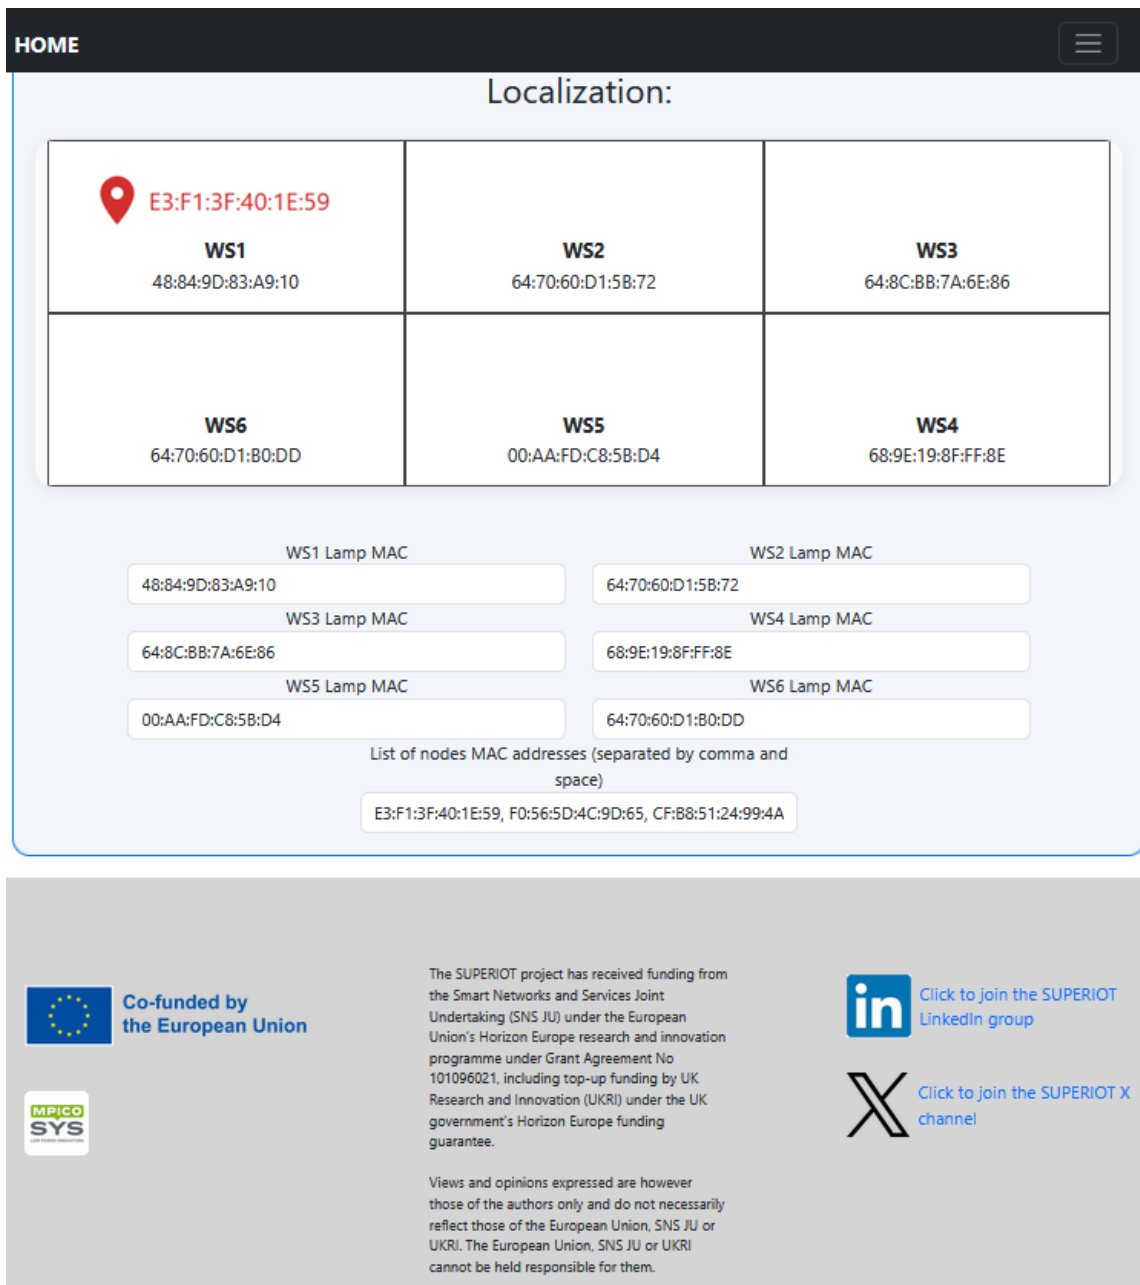 HOME
Localization:
E3:F1:3F:40:1E:59
WS1
48:84:9D:83:A9:10
WS2
64:70:60:D1:5B:72
WS3
64:8C:BB:7A:6E:86
WS6
64:70:60:D1:B0:DD
WS5
00:AA:FD:C8:5B:D4
WS4
68:9E:19:8F:FF:8E
WS1 Lamp MAC
48:84:9D:83:A9:10
WS2 Lamp MAC
64:70:60:D1:5B:72
WS3 Lamp MAC
64:8C:BB:7A:6E:86
WS4 Lamp MAC
68:9E:19:8F:FF:8E
WS5 Lamp MAC
00:AA:FD:C8:5B:D4
WS6 Lamp MAC
64:70:60:D1:B0:DD
List of nodes MAC addresses (separated by comma and
space)
E3:F1:3F:40:1E:59, F0:56:5D:4C:9D:65, CF:B8:51:24:99:4A
Co-funded by
the European Union
MPICO
SYS
The SUPERIOT project has received funding from
the Smart Networks and Services Joint
Undertaking (SNS JU) under the European
Union's Horizon Europe research and innovation
programme under Grant Agreement No
101096021, including top-up funding by UK
Research and Innovation (UKRI) under the UK
government's Horizon Europe funding
guarantee.
Views and opinions expressed are however
those of the authors only and do not necessarily
reflect those of the European Union, SNS JU or
UKRI. The European Union, SNS JU or UKRI
cannot be held responsible for them.
in
Click to join the SUPERIOT
LinkedIn group
X
Click to join the SUPERIOT X
channel